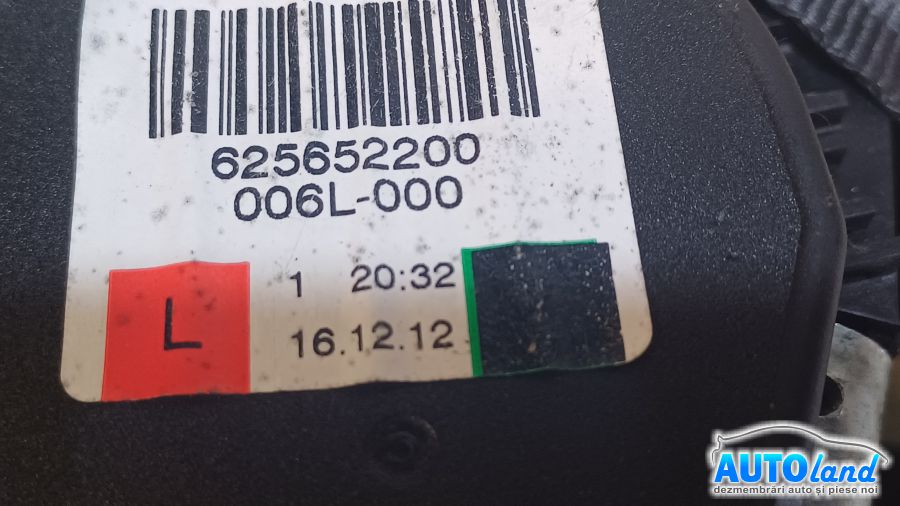 625652200
006L-000
L
1 20:32
16.12.12
AUTOland
dezmembrări auto și piese noi